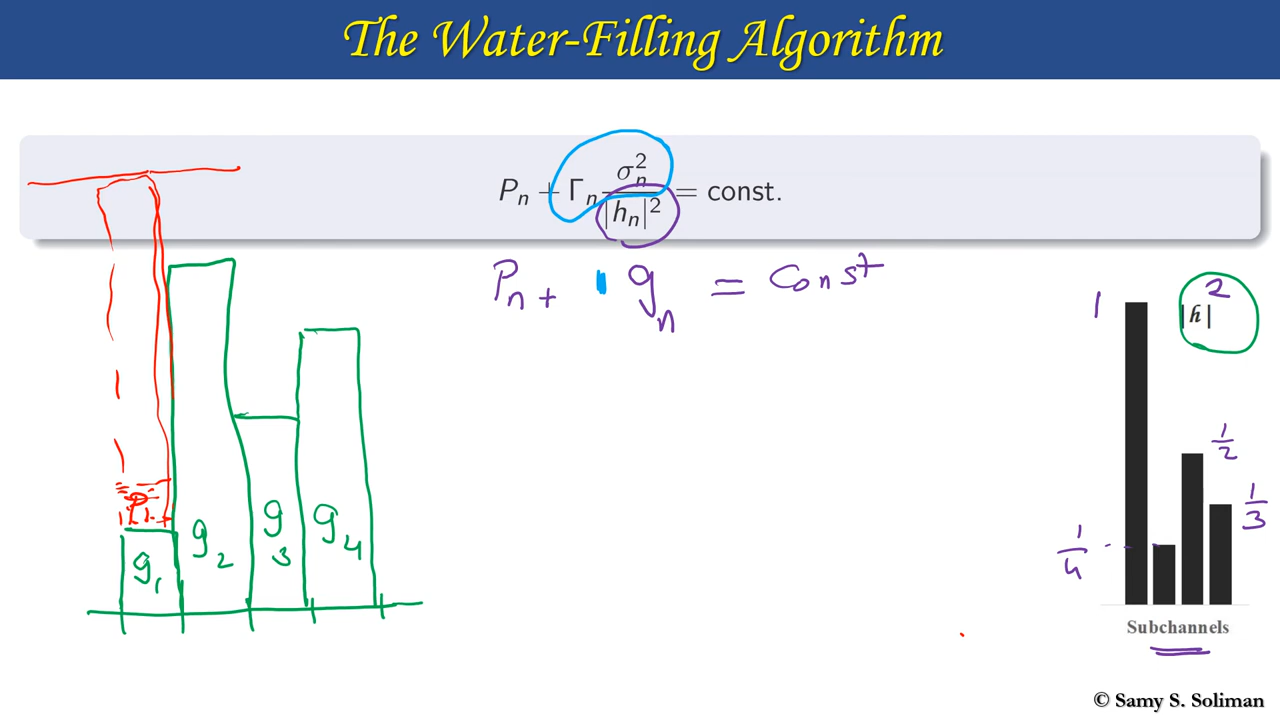 The Water-Filling Algorithm
Pₙ + Γₙ σₙ² / |hₙ|² = const.
Pₙ + gₙ = Const
1
|h|²
1/2
1/3
1/4
P₁
g₁
g₂
g₃
g₄
Subchannels
© Samy S. Soliman